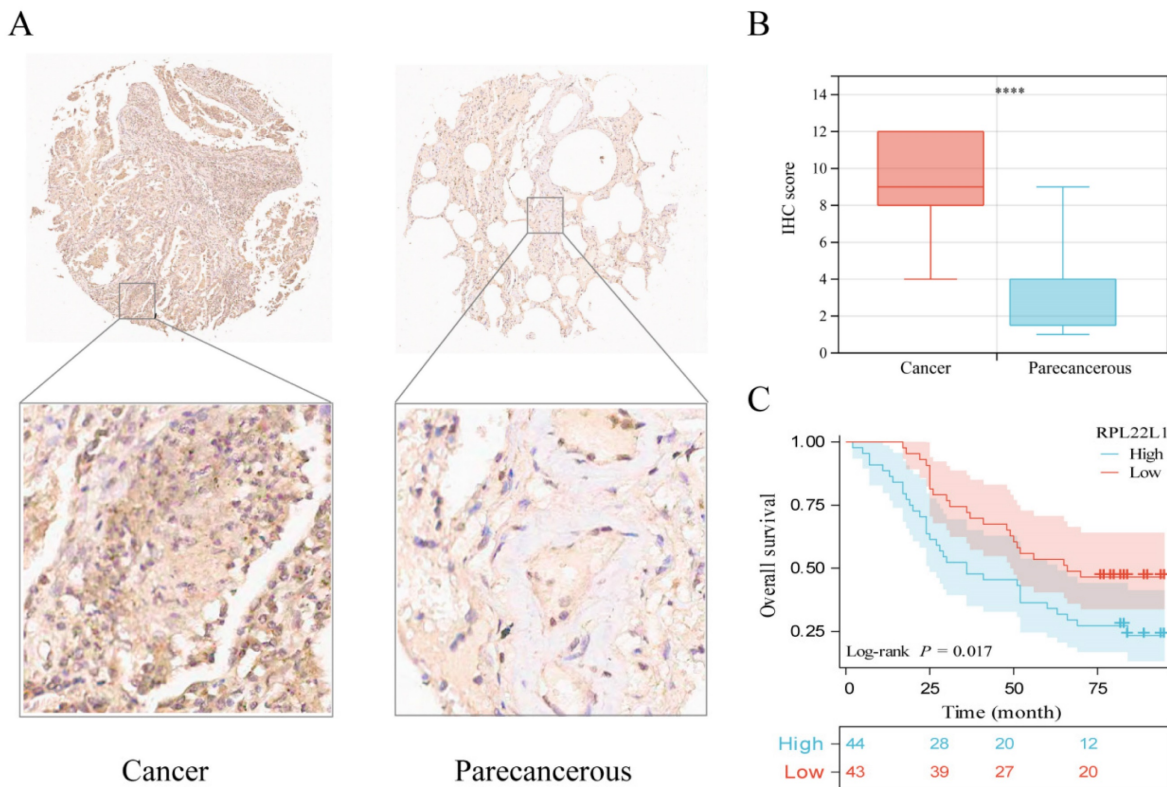 A
Cancer
Parecancerous
B
****
IHC score
14
12
10
8
6
4
2
0
Cancer
Parecancerous
C
RPL22L1
High
Low
Overall survival
1.00
0.75
0.50
0.25
Log-rank P = 0.017
0 25 50 75
Time (month)
High 44 28 20 12
Low 43 39 27 20